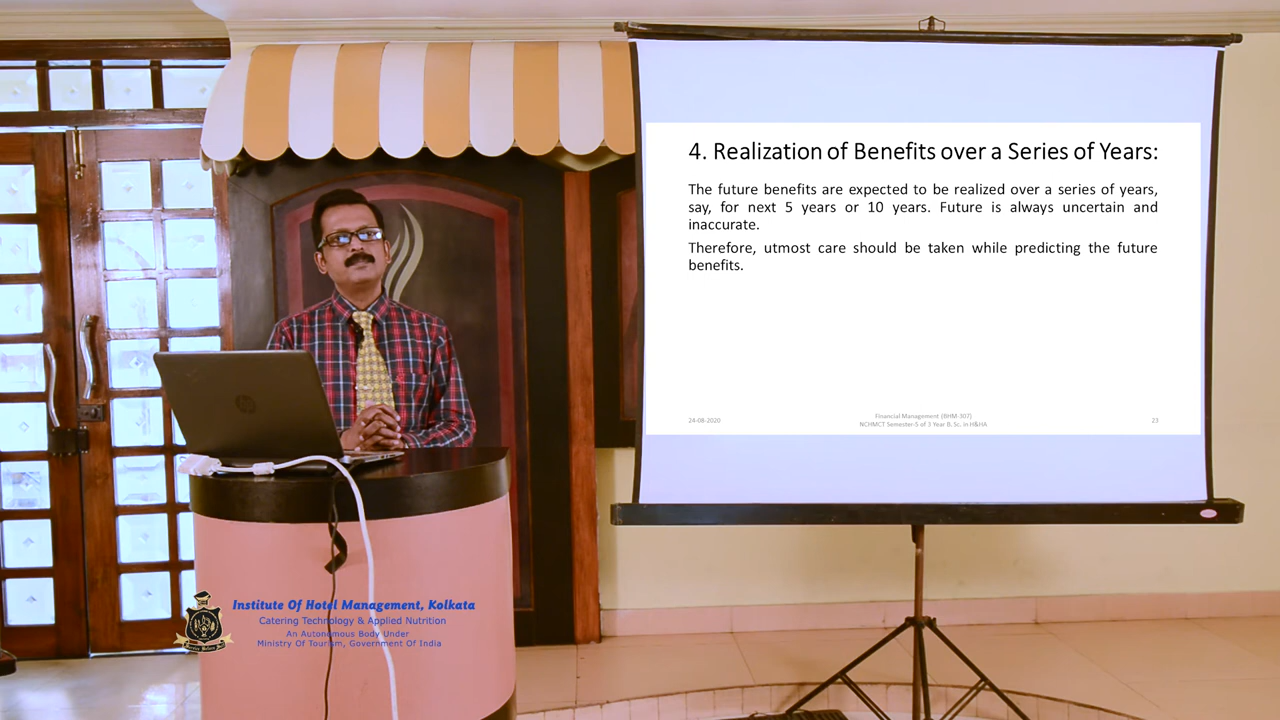 4. Realization of Benefits over a Series of Years:
The future benefits are expected to be realized over a series of years,
say, for next 5 years or 10 years. Future is always uncertain and
inaccurate.
Therefore, utmost care should be taken while predicting the future
benefits.
24-08-2020
Financial Management [BHM-307]
NCHMCT Semester-5 of 3 Year B. Sc. In H&HA
23
Institute Of Hotel Management, Kolkata
Catering Technology & Applied Nutrition
An Autonomous Body Under
Ministry Of Tourism, Government Of India